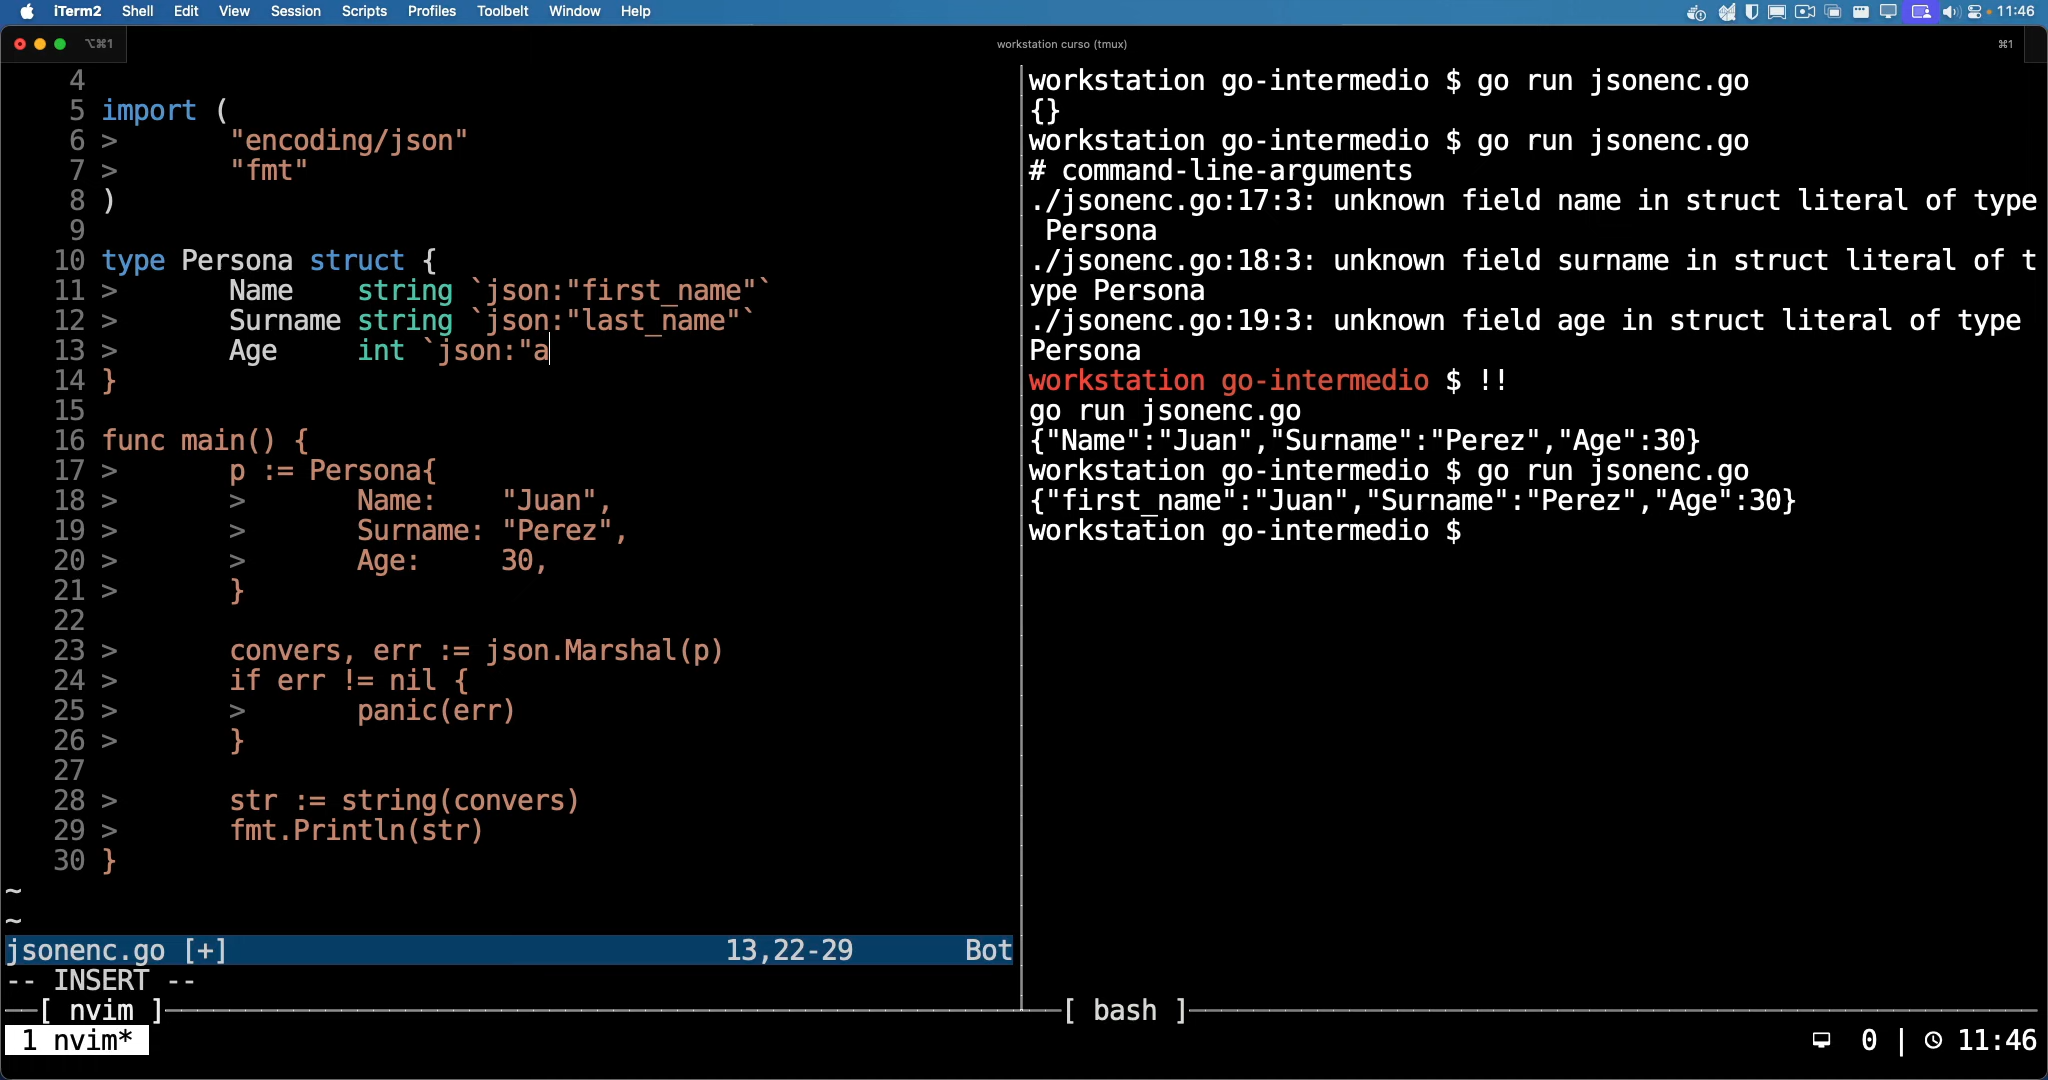 iTerm2 Shell Edit View Session Scripts Profiles Toolbelt Window Help 11:46
⌥⌘1 workstation curso (tmux) ⌘1
4
5 import (
6 > "encoding/json"
7 > "fmt"
8 )
9
10 type Persona struct {
11 > Name string `json:"first_name"`
12 > Surname string `json:"last_name"`
13 > Age int `json:"a
14 }
15
16 func main() {
17 > p := Persona{
18 > > Name: "Juan",
19 > > Surname: "Perez",
20 > > Age: 30,
21 > }
22
23 > convers, err := json.Marshal(p)
24 > if err != nil {
25 > > panic(err)
26 > }
27
28 > str := string(convers)
29 > fmt.Println(str)
30 }
~
~
jsonenc.go [+] 13,22-29 Bot
-- INSERT --
[ nvim ]
1 nvim*
workstation go-intermedio $ go run jsonenc.go
{}
workstation go-intermedio $ go run jsonenc.go
# command-line-arguments
./jsonenc.go:17:3: unknown field name in struct literal of type
Persona
./jsonenc.go:18:3: unknown field surname in struct literal of t
ype Persona
./jsonenc.go:19:3: unknown field age in struct literal of type
Persona
workstation go-intermedio $ !!
go run jsonenc.go
{"Name":"Juan","Surname":"Perez","Age":30}
workstation go-intermedio $ go run jsonenc.go
{"first_name":"Juan","Surname":"Perez","Age":30}
workstation go-intermedio $
[ bash ]
0 | 11:46